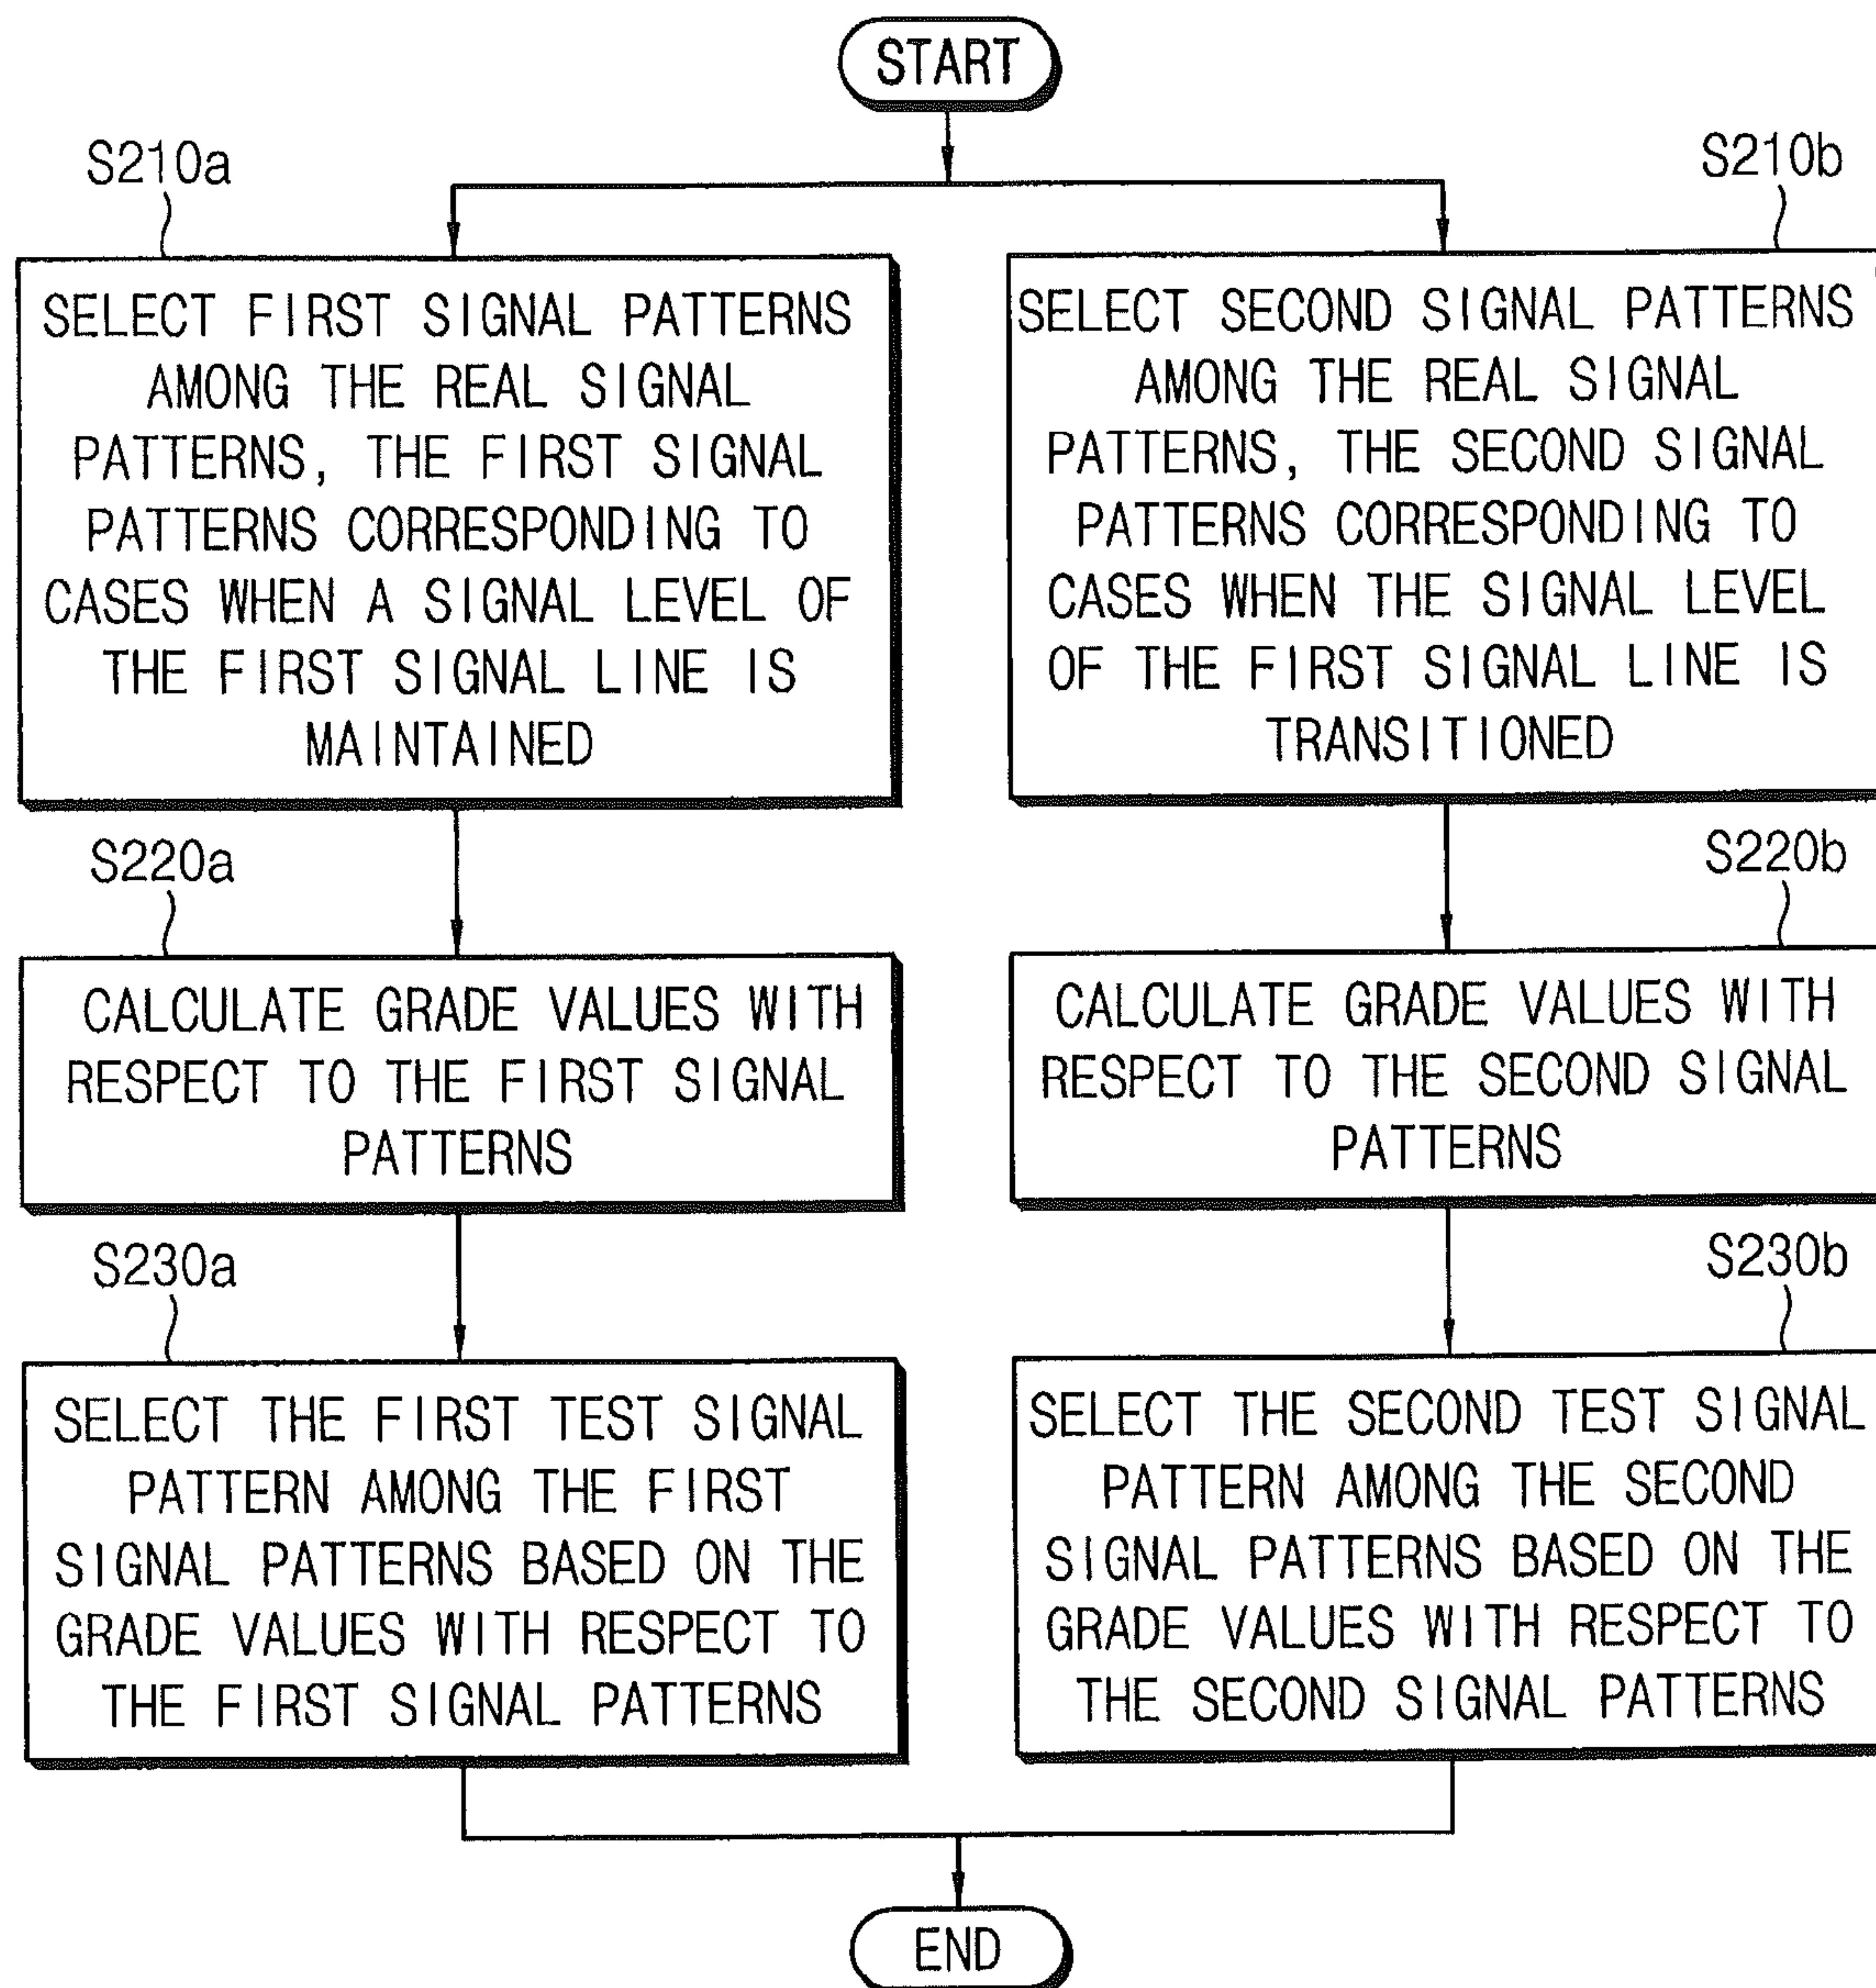 START
S210a
SELECT FIRST SIGNAL PATTERNS
AMONG THE REAL SIGNAL
PATTERNS, THE FIRST SIGNAL
PATTERNS CORRESPONDING TO
CASES WHEN A SIGNAL LEVEL OF
THE FIRST SIGNAL LINE IS
MAINTAINED
S210b
SELECT SECOND SIGNAL PATTERNS
AMONG THE REAL SIGNAL
PATTERNS, THE SECOND SIGNAL
PATTERNS CORRESPONDING TO
CASES WHEN THE SIGNAL LEVEL
OF THE FIRST SIGNAL LINE IS
TRANSITIONED
S220a
CALCULATE GRADE VALUES WITH
RESPECT TO THE FIRST SIGNAL
PATTERNS
S220b
CALCULATE GRADE VALUES WITH
RESPECT TO THE SECOND SIGNAL
PATTERNS
S230a
SELECT THE FIRST TEST SIGNAL
PATTERN AMONG THE FIRST
SIGNAL PATTERNS BASED ON THE
GRADE VALUES WITH RESPECT TO
THE FIRST SIGNAL PATTERNS
S230b
SELECT THE SECOND TEST SIGNAL
PATTERN AMONG THE SECOND
SIGNAL PATTERNS BASED ON THE
GRADE VALUES WITH RESPECT TO
THE SECOND SIGNAL PATTERNS
END